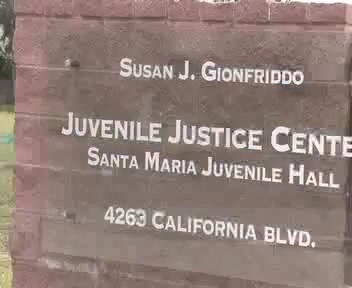 SUSAN J. GIONFRIDDO
JUVENILE JUSTICE CENTE
SANTA MARIA JUVENILE HALL
4263 CALIFORNIA BLVD.